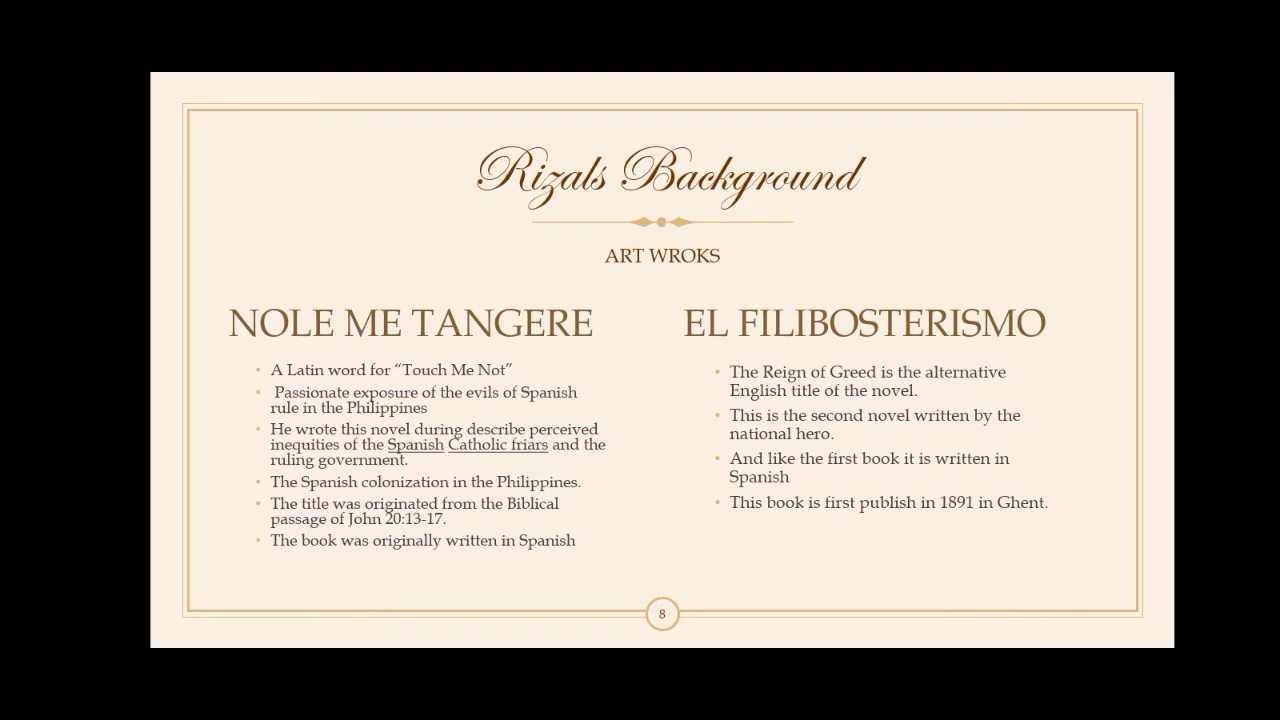 Rizals Background
ART WROKS
NOLE ME TANGERE
A Latin word for “Touch Me Not”
Passionate exposure of the evils of Spanish
rule in the Philippines
He wrote this novel during describe perceived
inequities of the Spanish Catholic friars and the
ruling government.
The Spanish colonization in the Philippines.
The title was originated from the Biblical
passage of John 20:13-17.
The book was originally written in Spanish
EL FILIBOSTERISMO
The Reign of Greed is the alternative
English title of the novel.
This is the second novel written by the
national hero.
And like the first book it is written in
Spanish
This book is first publish in 1891 in Ghent.
8